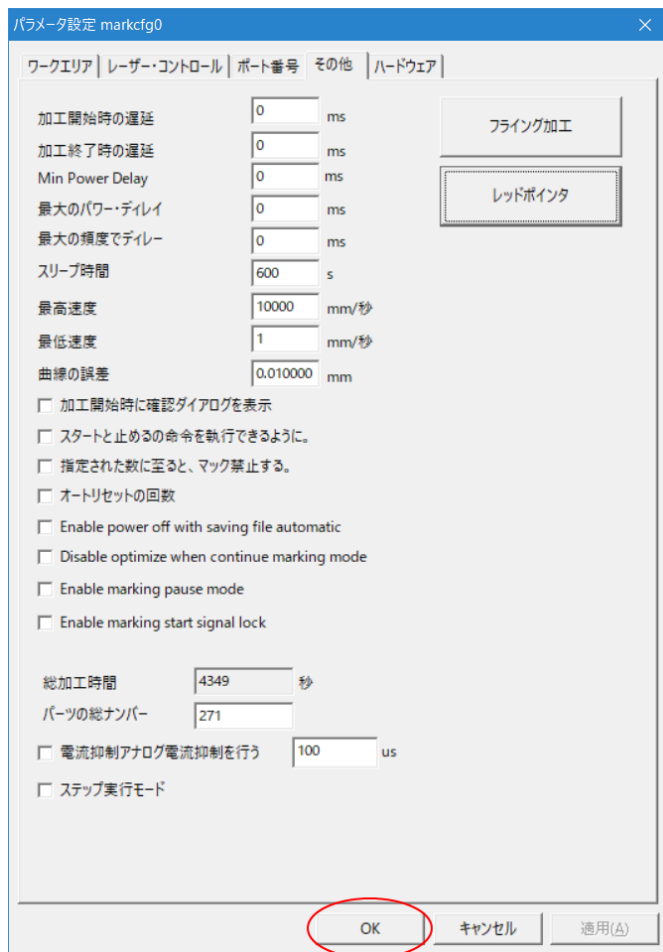 パラメータ設定 markcfg0
ワークエリア レーザー・コントロール ポート番号 その他 ハードウェア
加工開始時の遅延 0 ms
フライング加工
加工終了時の遅延 0 ms
Min Power Delay 0 ms
レッドポインタ
最大のパワー・ディレイ 0 ms
最大の頻度でディレー 0 ms
スリープ時間 600 s
最高速度 10000 mm/秒
最低速度 1 mm/秒
曲線の誤差 0.010000 mm
加工開始時に確認ダイアログを表示
スタートと止めるの命令を執行できるように。
指定された数に至ると、マック禁止する。
オートリセットの回数
Enable power off with saving file automatic
Disable optimize when continue marking mode
Enable marking pause mode
Enable marking start signal lock
総加工時間 4349 秒
パーツの総ナンバー 271
電流抑制アナログ電流抑制を行う 100 us
ステップ実行モード
OK キャンセル 適用(A)